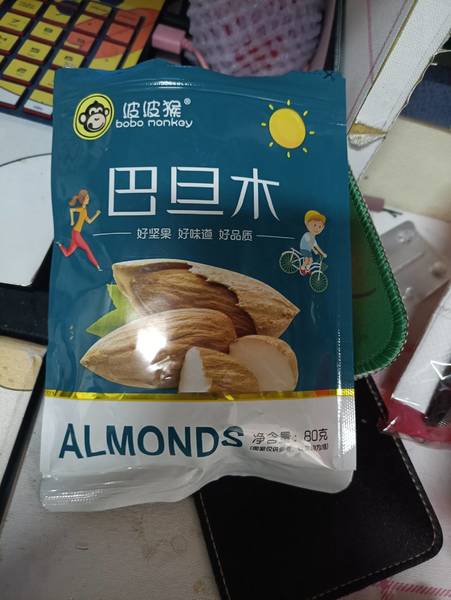 波波猴®
bobo monkey
巴旦木
好坚果 好味道 好品质
ALMONDS
净含量：80克